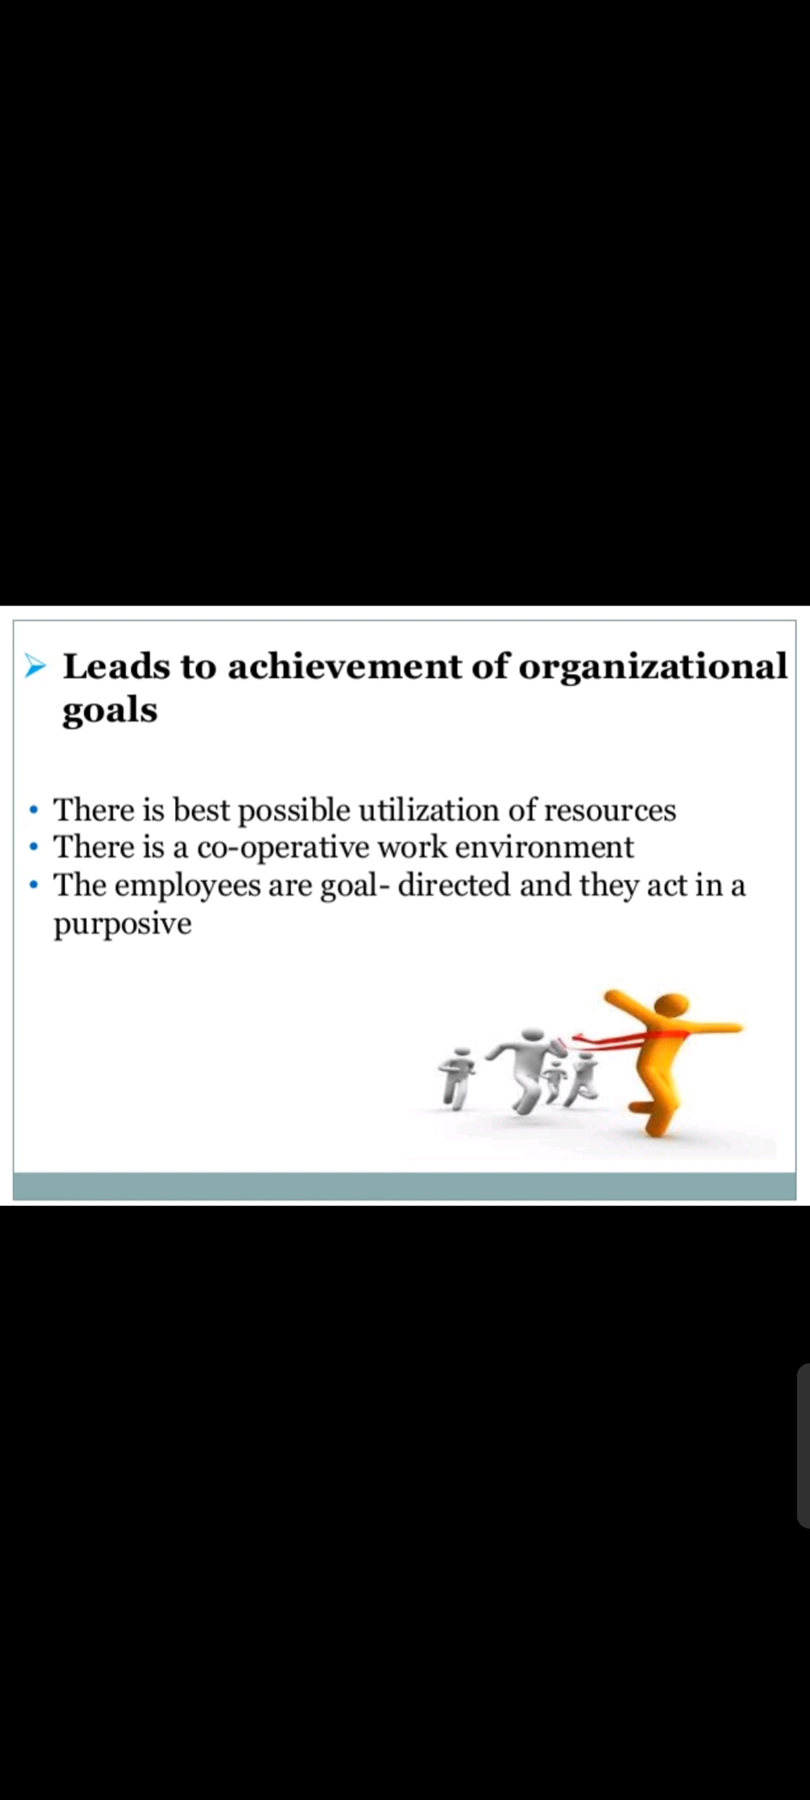 Leads to achievement of organizational
goals
There is best possible utilization of resources
There is a co-operative work environment
The employees are goal- directed and they act in a
purposive